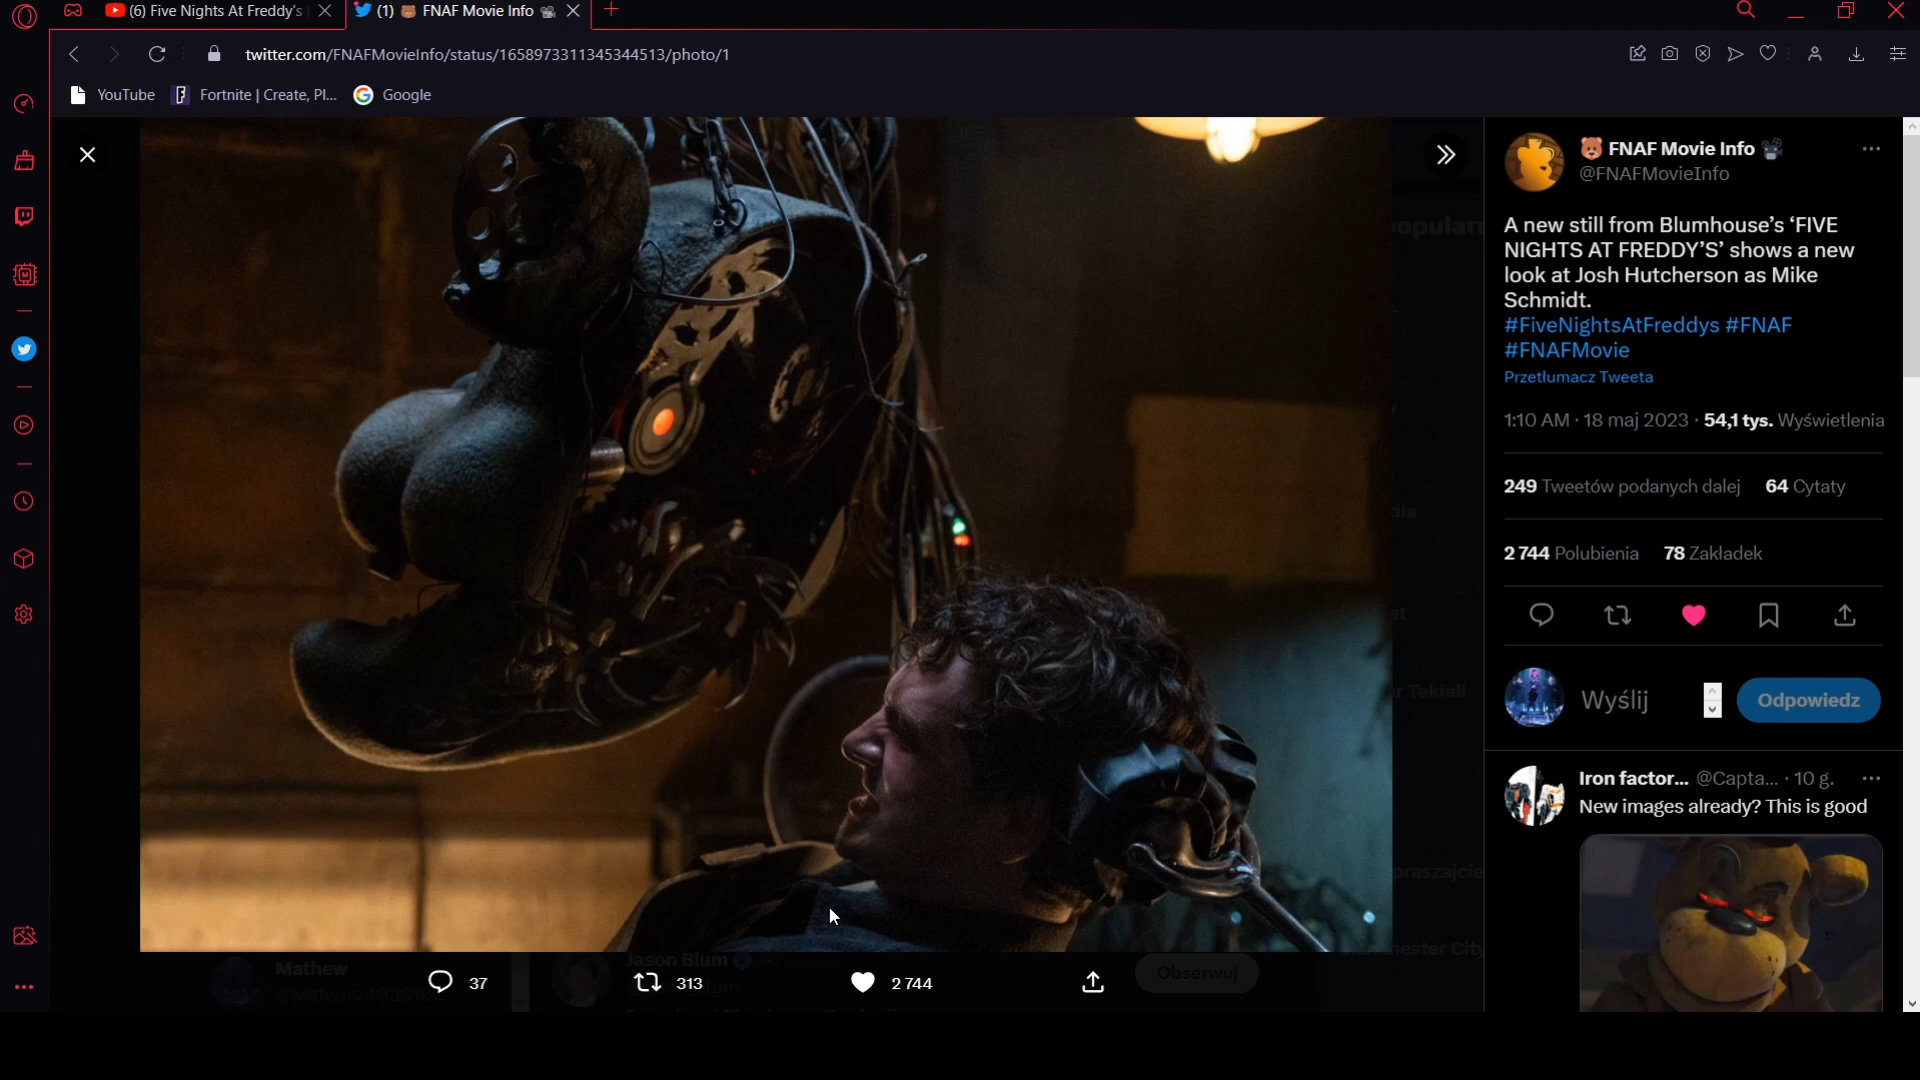 (6) Five Nights At Freddy's
(1) 🐻 FNAF Movie Info 📽
twitter.com/FNAFMovieInfo/status/1658973311345344513/photo/1
YouTube
Fortnite | Create, Pl...
Google
🐻 FNAF Movie Info 📽
@FNAFMovieInfo
A new still from Blumhouse's ‘FIVE
NIGHTS AT FREDDY'S’ shows a new
look at Josh Hutcherson as Mike
Schmidt.
#FiveNightsAtFreddys #FNAF
#FNAFMovie
Przetłumacz Tweeta
1:10 AM · 18 maj 2023 · 54,1 tys. Wyświetlenia
249 Tweetów podanych dalej 64 Cytaty
2 744 Polubienia 78 Zakładek
Wyślij
Odpowiedz
Iron factor... @Capta... · 10 g.
New images already? This is good
Mathew
Jason Blum
Obserwuj
37
313
2 744